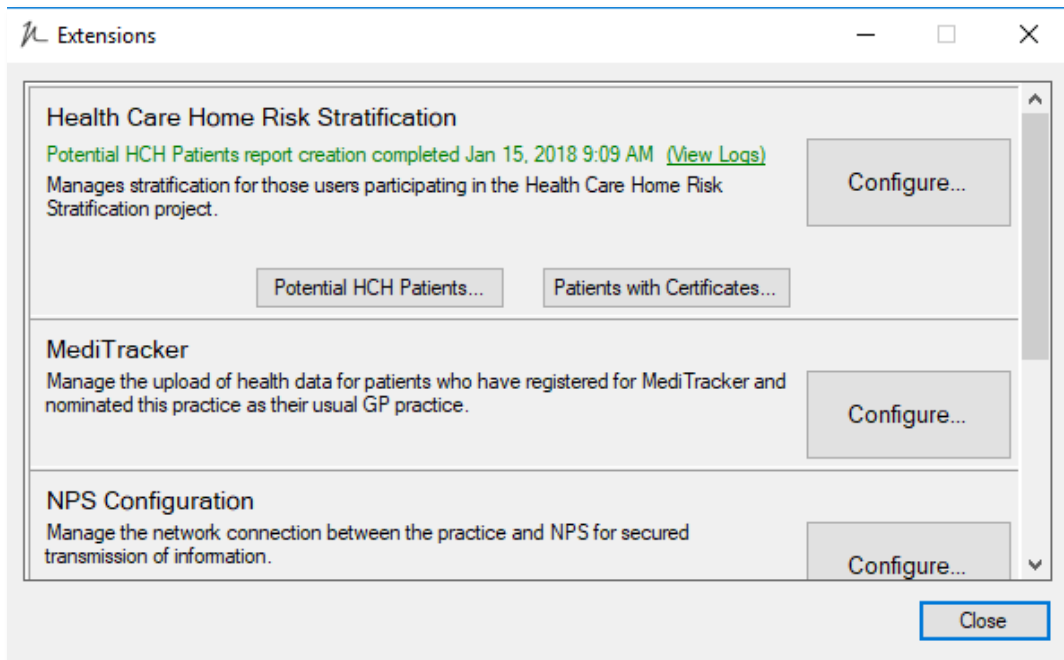 Extensions
Health Care Home Risk Stratification
Potential HCH Patients report creation completed Jan 15, 2018 9:09 AM (View Logs)
Manages stratification for those users participating in the Health Care Home Risk
Stratification project.
Configure...
Potential HCH Patients... Patients with Certificates...
MediTracker
Manage the upload of health data for patients who have registered for MediTracker and
nominated this practice as their usual GP practice.
Configure...
NPS Configuration
Manage the network connection between the practice and NPS for secured
transmission of information.
Configure...
Close